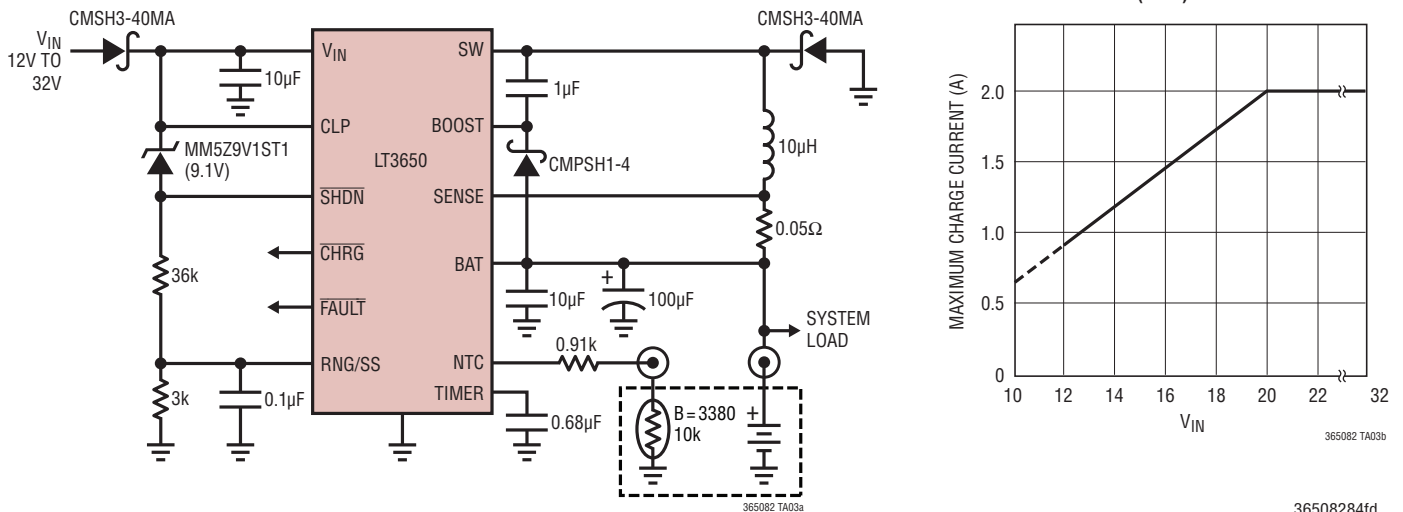 CMSH3-40MA
VIN
12V TO
32V
10µF
VIN
CLP
SHDN
CHRG
FAULT
RNG/SS
LT3650
SW
BOOST
SENSE
BAT
NTC
TIMER
MM5Z9V1ST1
(9.1V)
36k
3k
0.1µF
1µF
CMPSH1-4
CMSH3-40MA
10µH
0.05Ω
+
10µF
100µF
SYSTEM
LOAD
0.91k
0.68µF
B = 3380
10k
+
365082 TA03a
MAXIMUM CHARGE CURRENT (A)
2.0
1.5
1.0
0.5
0
10 12 14 16 18 20 22 32
VIN
365082 TA03b
36508284fd